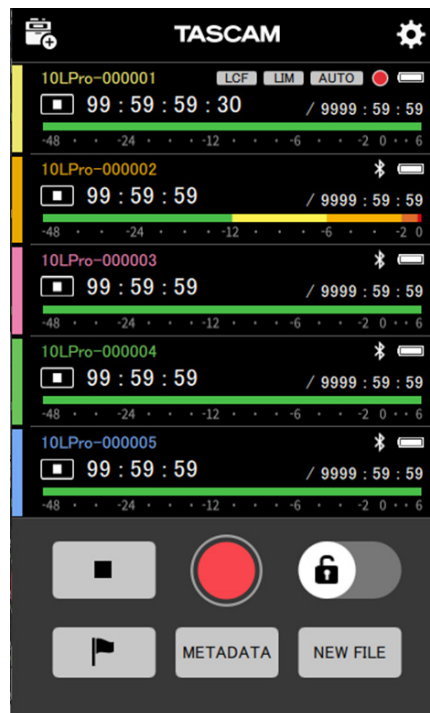 TASCAM
10LPro-000001 LCF LIM AUTO
99 : 59 : 59 : 30 / 9999 : 59 : 59
-48 · · -24 · · · -12 · · · -6 · · -2 0 · · 6
10LPro-000002
99 : 59 : 59 / 9999 : 59 : 59
-48 · · -24 · · · -12 · · · -6 · · -2 0
10LPro-000003
99 : 59 : 59 / 9999 : 59 : 59
-48 · · -24 · · · -12 · · · -6 · · -2 0 · · 6
10LPro-000004
99 : 59 : 59 / 9999 : 59 : 59
-48 · · -24 · · · -12 · · · -6 · · -2 0 · · 6
10LPro-000005
99 : 59 : 59 / 9999 : 59 : 59
-48 · · -24 · · · -12 · · · -6 · · -2 0 · · 6
METADATA NEW FILE